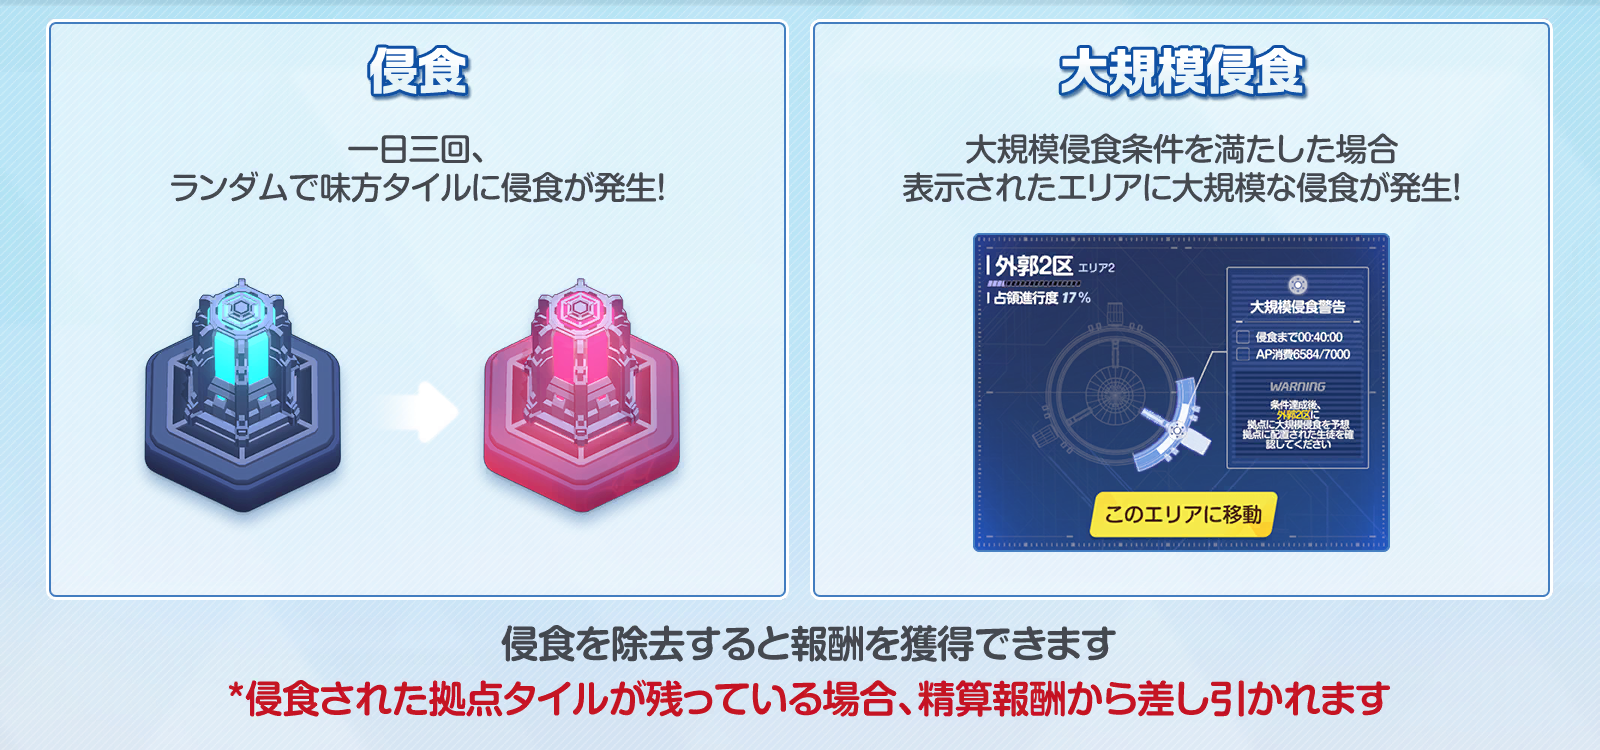 侵食
一日三回、
ランダムで味方タイルに侵食が発生!
大規模侵食
大規模侵食条件を満たした場合
表示されたエリアに大規模な侵食が発生!
外郭2区 エリア2
占領進行度 17%
大規模侵食警告
侵食まで00:40:00
AP消費6584/7000
WARNING
条件達成後、
外郭2区に
拠点に大規模侵食を予想
拠点に配置された生徒を確
認してください
このエリアに移動
侵食を除去すると報酬を獲得できます
*侵食された拠点タイルが残っている場合、精算報酬から差し引かれます